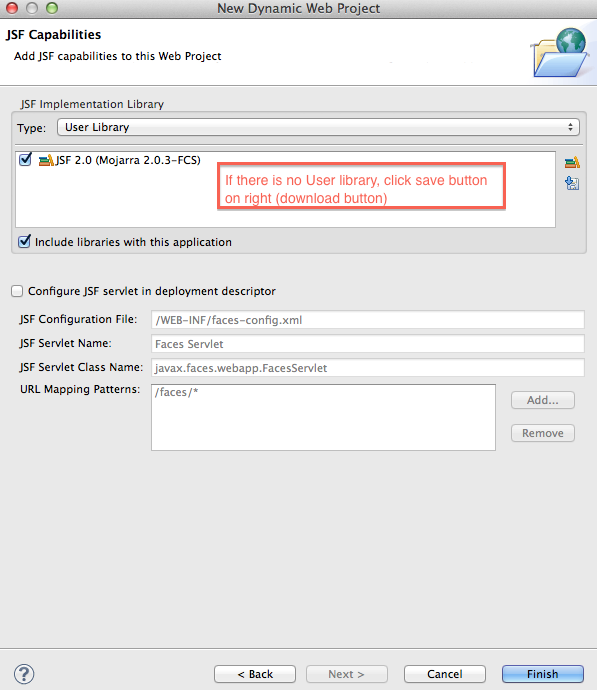 New Dynamic Web Project
JSF Capabilities
Add JSF capabilities to this Web Project
JSF Implementation Library
Type: User Library
JSF 2.0 (Mojarra 2.0.3-FCS)
If there is no User library, click save button
on right (download button)
Include libraries with this application
Configure JSF servlet in deployment descriptor
JSF Configuration File: /WEB-INF/faces-config.xml
JSF Servlet Name: Faces Servlet
JSF Servlet Class Name: javax.faces.webapp.FacesServlet
URL Mapping Patterns: /faces/*
Add...
Remove
? < Back Next > Cancel Finish